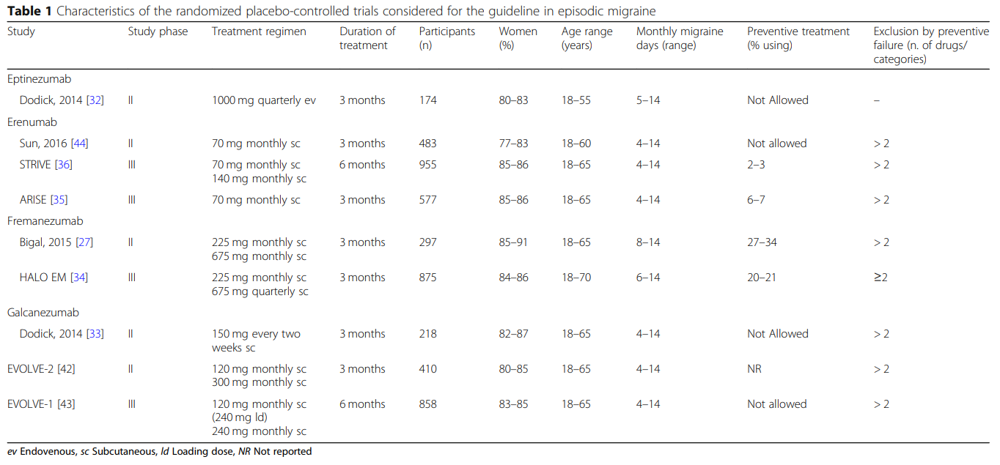 Table 1 Characteristics of the randomized placebo-controlled trials considered for the guideline in episodic migraine
Study Study phase Treatment regimen Duration of treatment Participants (n) Women (%) Age range (years) Monthly migraine days (range) Preventive treatment (% using) Exclusion by preventive failure (n. of drugs/ categories)
Eptinezumab
Dodick, 2014 [32] II 1000 mg quarterly ev 3 months 174 80–83 18–55 5–14 Not Allowed –
Erenumab
Sun, 2016 [44] II 70 mg monthly sc 3 months 483 77–83 18–60 4–14 Not allowed > 2
STRIVE [36] III 70 mg monthly sc 6 months 955 85–86 18–65 4–14 2–3 > 2
140 mg monthly sc
ARISE [35] III 70 mg monthly sc 3 months 577 85–86 18–65 4–14 6–7 > 2
Fremanezumab
Bigal, 2015 [27] II 225 mg monthly sc 3 months 297 85–91 18–65 8–14 27–34 > 2
675 mg monthly sc
HALO EM [34] III 225 mg monthly sc 3 months 875 84–86 18–70 6–14 20–21 ≥2
675 mg quarterly sc
Galcanezumab
Dodick, 2014 [33] II 150 mg every two 3 months 218 82–87 18–65 4–14 Not Allowed > 2
weeks sc
EVOLVE-2 [42] II 120 mg monthly sc 3 months 410 80–85 18–65 4–14 NR > 2
300 mg monthly sc
EVOLVE-1 [43] III 120 mg monthly sc 6 months 858 83–85 18–65 4–14 Not allowed > 2
(240 mg ld)
240 mg monthly sc
ev Endovenous, sc Subcutaneous, ld Loading dose, NR Not reported